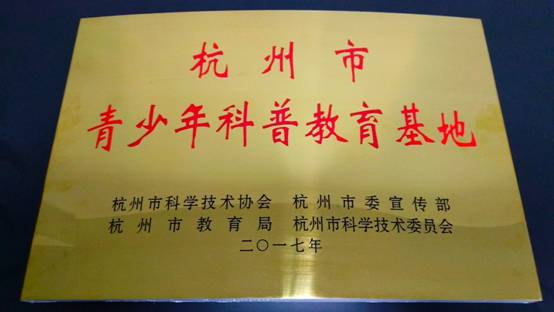 杭州市
青少年科普教育基地
杭州市科学技术协会 杭州市委宣传部
杭州市教育局 杭州市科学技术委员会
二〇一七年